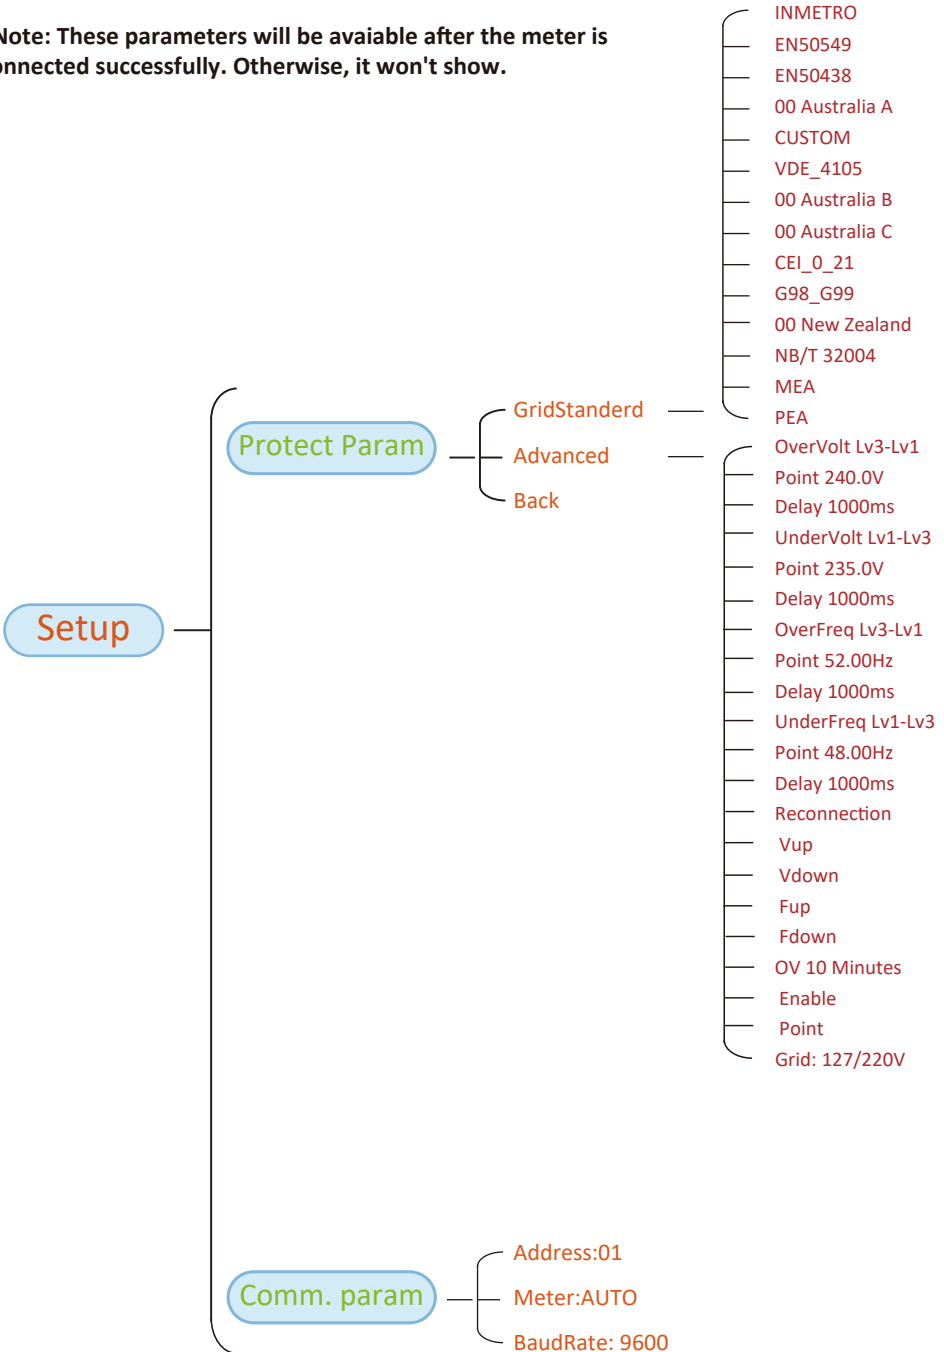 Note: These parameters will be avaiable after the meter is
onnected successfully. Otherwise, it won't show.
INMETRO
EN50549
EN50438
00 Australia A
CUSTOM
VDE_4105
00 Australia B
00 Australia C
CEI_0_21
G98_G99
00 New Zealand
NB/T 32004
MEA
PEA
Setup
Protect Param
GridStanderd
Advanced
Back
OverVolt Lv3-Lv1
Point 240.0V
Delay 1000ms
UnderVolt Lv1-Lv3
Point 235.0V
Delay 1000ms
OverFreq Lv3-Lv1
Point 52.00Hz
Delay 1000ms
UnderFreq Lv1-Lv3
Point 48.00Hz
Delay 1000ms
Reconnection
Vup
Vdown
Fup
Fdown
OV 10 Minutes
Enable
Point
Grid: 127/220V
Comm. param
Address:01
Meter:AUTO
BaudRate: 9600